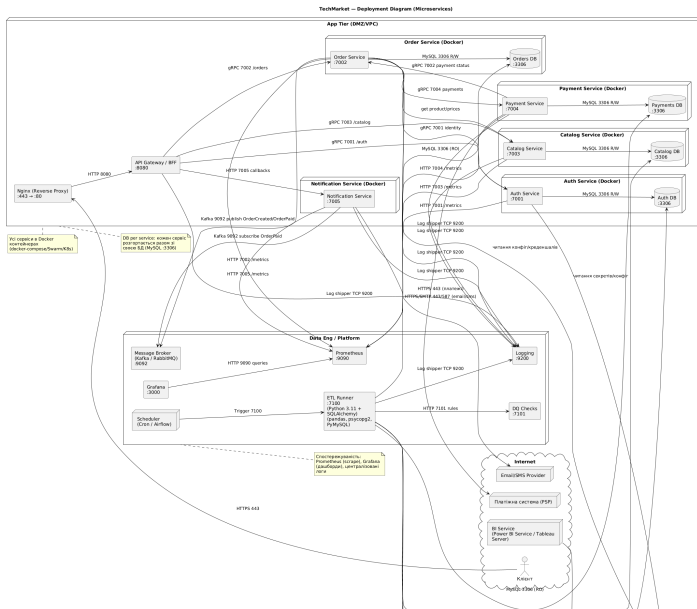 TechMarket — Deployment Diagram (Microservices)
App Tier (DMZ/VPC)
Order Service (Docker)
Order Service
:7002
MySQL 3306 R/W
Orders DB
:3306
gRPC 7002 /orders
gRPC 7002 payment status
Payment Service (Docker)
gRPC 7004 payments
Payment Service
:7004
MySQL 3306 R/W
Payments DB
:3306
get product/prices
gRPC 7003 /catalog
gRPC 7001 identity
Catalog Service (Docker)
gRPC 7001 /auth
MySQL 3306 (RO)
Catalog Service
:7003
MySQL 3306 R/W
Catalog DB
:3306
API Gateway / BFF
:8080
HTTP 7004 /metrics
HTTP 8080
HTTP 7005 callbacks
Auth Service (Docker)
Notification Service (Docker)
HTTP 7003 /metrics
Nginx (Reverse Proxy)
:443 → :80
Notification Service
:7005
Auth Service
:7001
MySQL 3306 R/W
Auth DB
:3306
HTTP 7001 /metrics
Kafka 9092 publish OrderCreated/OrderPaid
Log shipper TCP 9200
Log shipper TCP 9200
Kafka 9092 subscribe OrderPaid
Усі сервіси в Docker
контейнерах
(docker-compose/Swarm/K8s)
DB per service: кожен сервіс
розгортається разом зі
своєю БД (MySQL :3306)
читання конфіг/креденшалів
Log shipper TCP 9200
HTTP 7002 /metrics
HTTP 7005 /metrics
Log shipper TCP 9200
читання секретів/конфіг
HTTPS 443 (платежі)
Log shipper TCP 9200
HTTPS/SMTP 443/587 (email/sms)
Data Eng / Platform
Message Broker
(Kafka / RabbitMQ)
:9092
Prometheus
:9090
Logging
:9200
HTTP 9090 queries
Log shipper TCP 9200
Grafana
:3000
ETL Runner
:7100
(Python 3.11 +
SQLAlchemy)
(pandas, psycopg2,
PyMySQL)
Scheduler
(Cron / Airflow)
Trigger 7100
HTTP 7101 rules
DQ Checks
:7101
Спостережуваність:
Prometheus (scrape), Grafana
(дашборди), централізовані
логи
Internet
Email/SMS Provider
Платіжна система (PSP)
HTTPS 443
BI Service
(Power BI Service / Tableau
Server)
Клієнт
MySQL 3306 (RO)